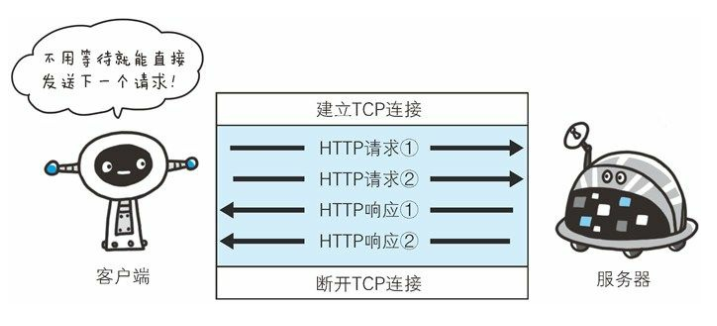 不用等待就能直接
发送下一个请求!
建立TCP连接
HTTP请求①
HTTP请求②
HTTP响应①
HTTP响应②
断开TCP连接
客户端
服务器